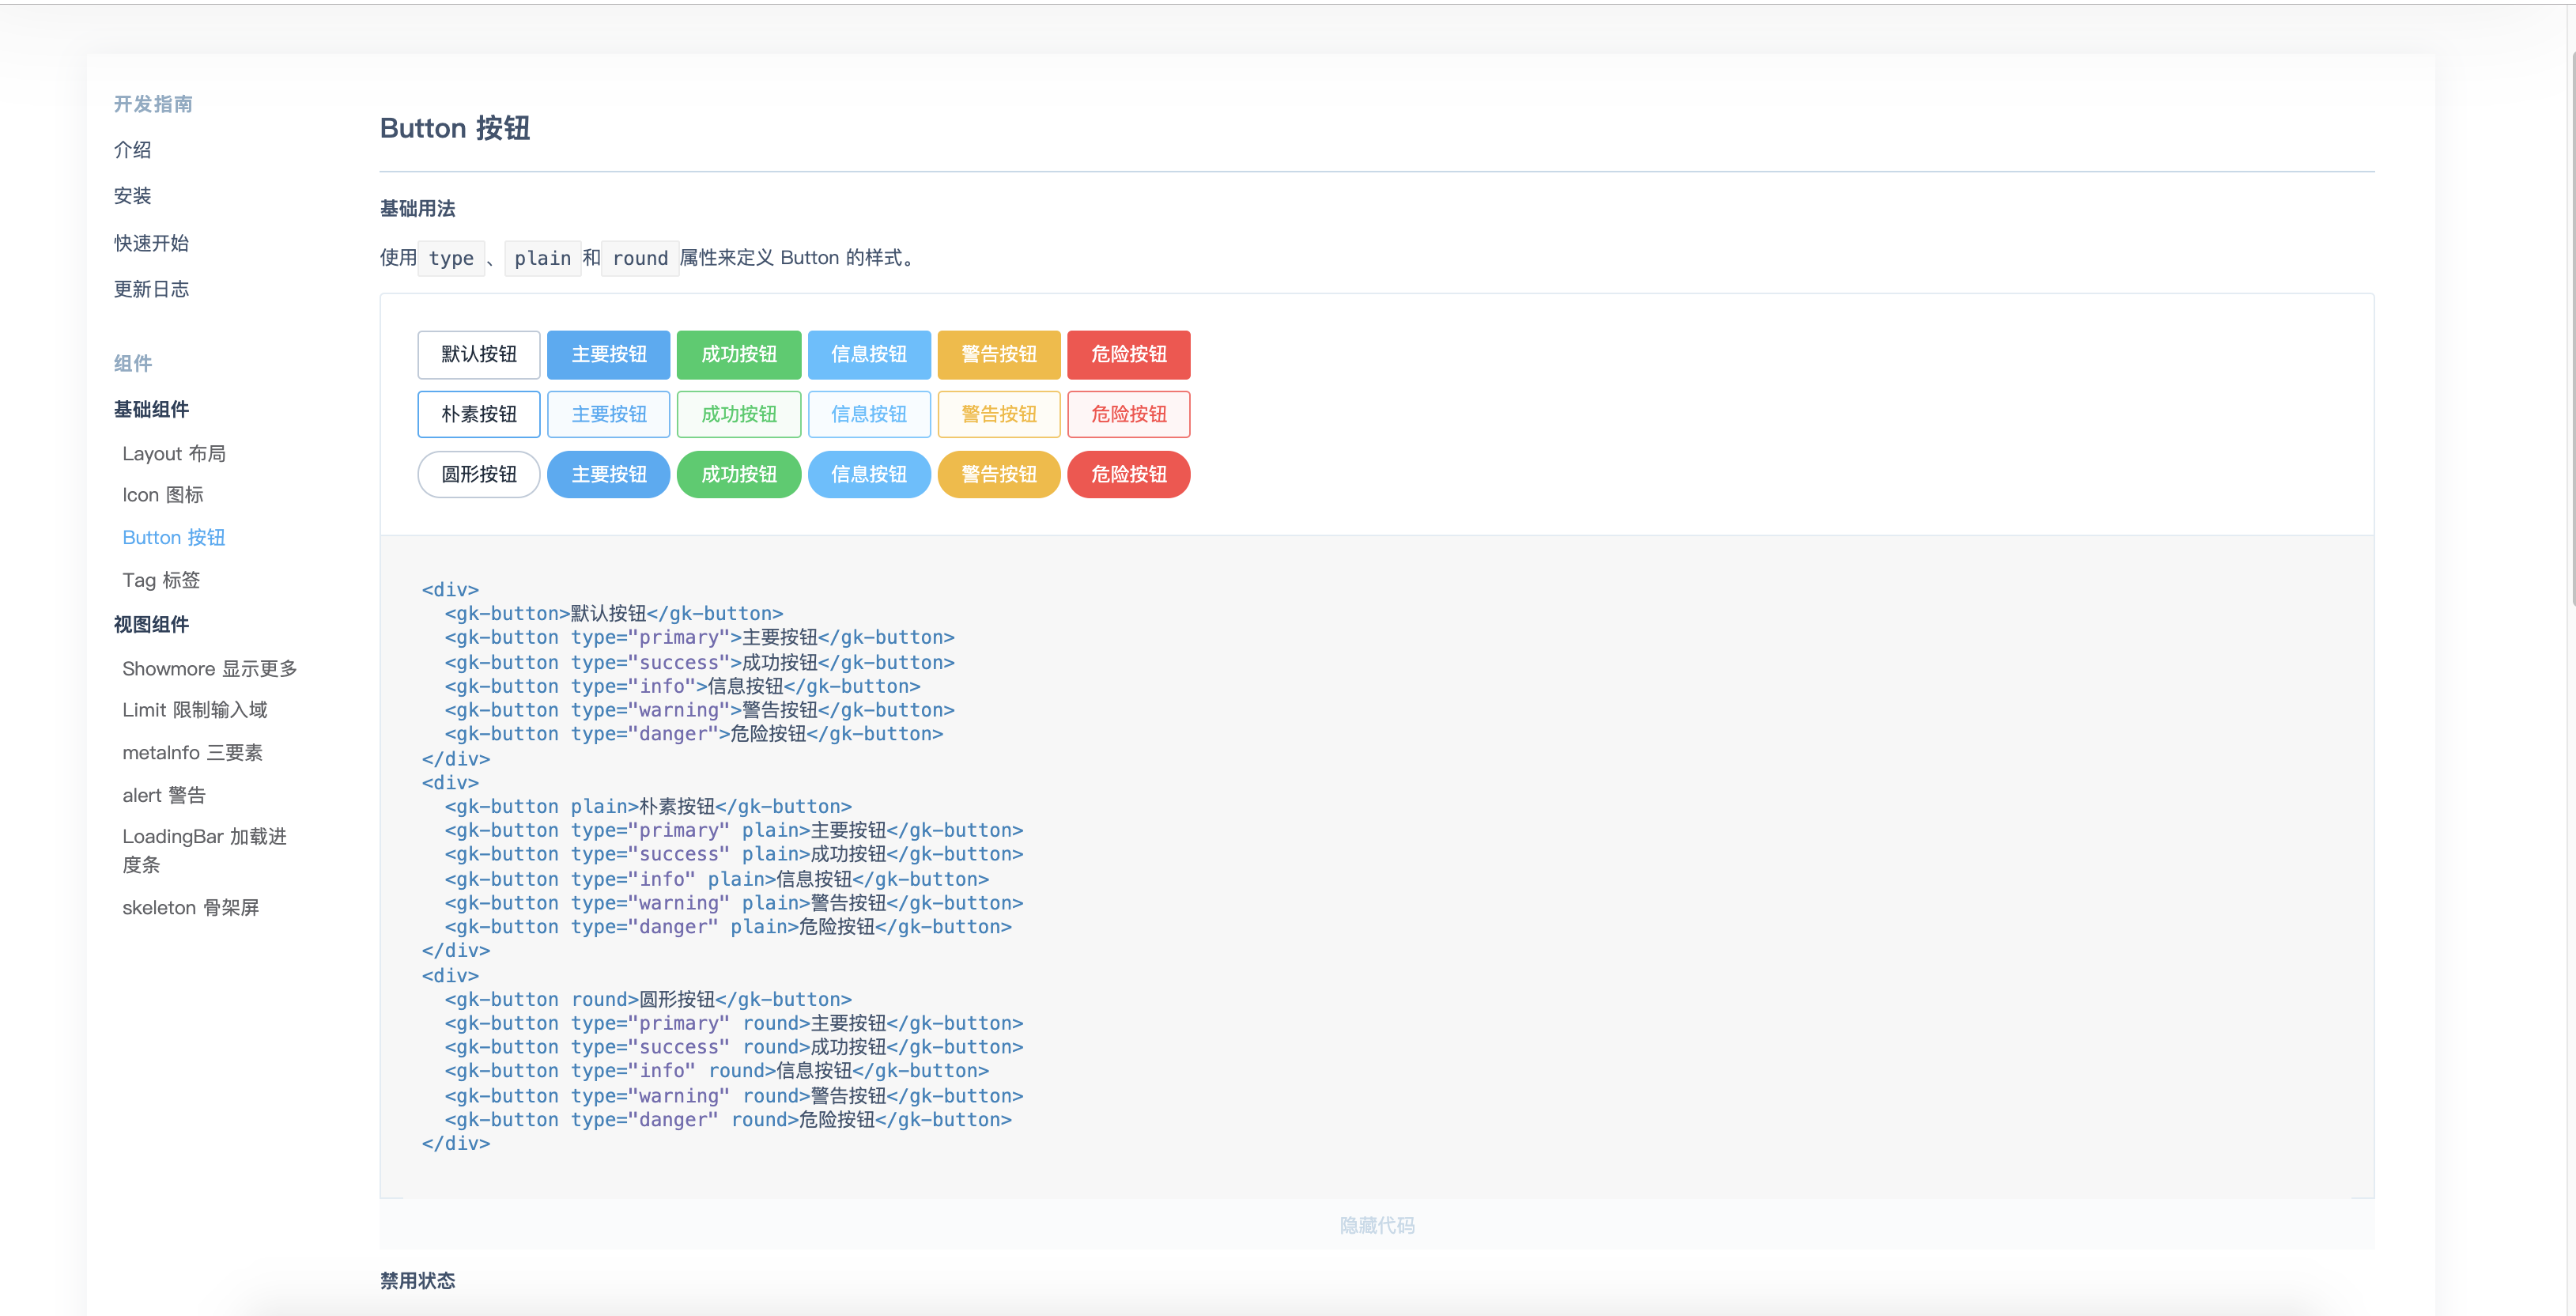 开发指南
介绍
安装
快速开始
更新日志
组件
基础组件
Layout 布局
Icon 图标
Button 按钮
Tag 标签
视图组件
Showmore 显示更多
Limit 限制输入域
metaInfo 三要素
alert 警告
LoadingBar 加载进
度条
skeleton 骨架屏
Button 按钮
基础用法
使用 type 、 plain 和 round 属性来定义 Button 的样式。
默认按钮 主要按钮 成功按钮 信息按钮 警告按钮 危险按钮
朴素按钮 主要按钮 成功按钮 信息按钮 警告按钮 危险按钮
圆形按钮 主要按钮 成功按钮 信息按钮 警告按钮 危险按钮
<div>
  <gk-button>默认按钮</gk-button>
  <gk-button type="primary">主要按钮</gk-button>
  <gk-button type="success">成功按钮</gk-button>
  <gk-button type="info">信息按钮</gk-button>
  <gk-button type="warning">警告按钮</gk-button>
  <gk-button type="danger">危险按钮</gk-button>
</div>
<div>
  <gk-button plain>朴素按钮</gk-button>
  <gk-button type="primary" plain>主要按钮</gk-button>
  <gk-button type="success" plain>成功按钮</gk-button>
  <gk-button type="info" plain>信息按钮</gk-button>
  <gk-button type="warning" plain>警告按钮</gk-button>
  <gk-button type="danger" plain>危险按钮</gk-button>
</div>
<div>
  <gk-button round>圆形按钮</gk-button>
  <gk-button type="primary" round>主要按钮</gk-button>
  <gk-button type="success" round>成功按钮</gk-button>
  <gk-button type="info" round>信息按钮</gk-button>
  <gk-button type="warning" round>警告按钮</gk-button>
  <gk-button type="danger" round>危险按钮</gk-button>
</div>
隐藏代码
禁用状态